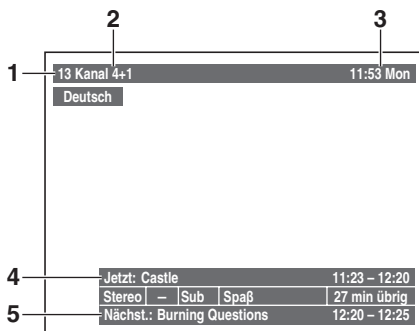 2 3
1 13 Kanal 4+1 11:53 Mon
Deutsch
4 Jetzt: Castle 11:23 – 12:20
Stereo – Sub Spaß 27 min übrig
5 Nächst.: Burning Questions 12:20 – 12:25